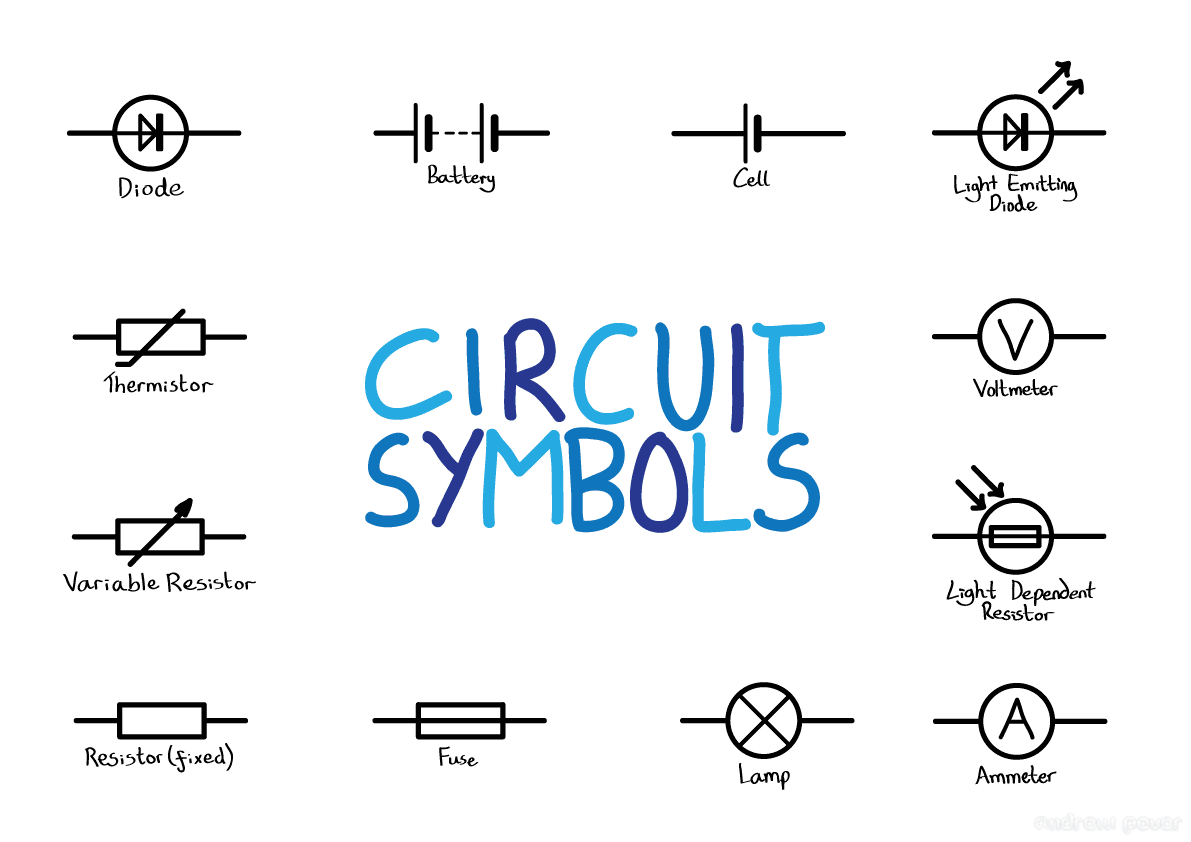 Diode
Battery
Cell
Light Emitting
Diode
Thermistor
CIRCUIT
SYMBOLS
V
Voltmeter
Variable Resistor
Light Dependent
Resistor
Resistor (fixed)
Fuse
Lamp
A
Ammeter
andrew povar